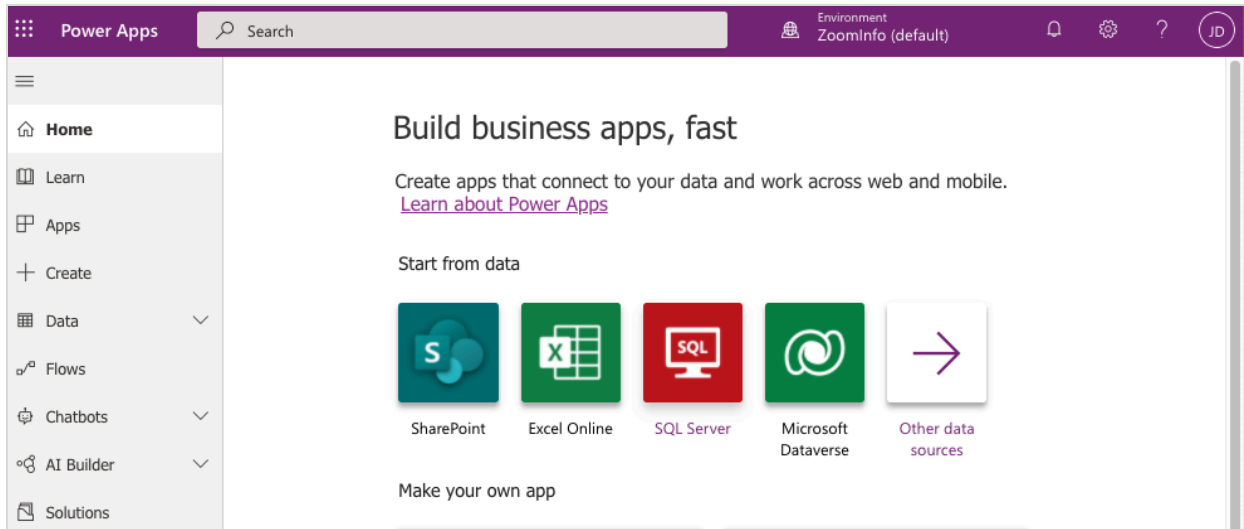 Power Apps
Search
Environment
ZoomInfo (default)
?
JD
Home
Learn
Apps
Create
Data
Flows
Chatbots
AI Builder
Solutions
Build business apps, fast
Create apps that connect to your data and work across web and mobile.
Learn about Power Apps
Start from data
S
X
SQL
SharePoint
Excel Online
SQL Server
Microsoft
Dataverse
Other data
sources
Make your own app